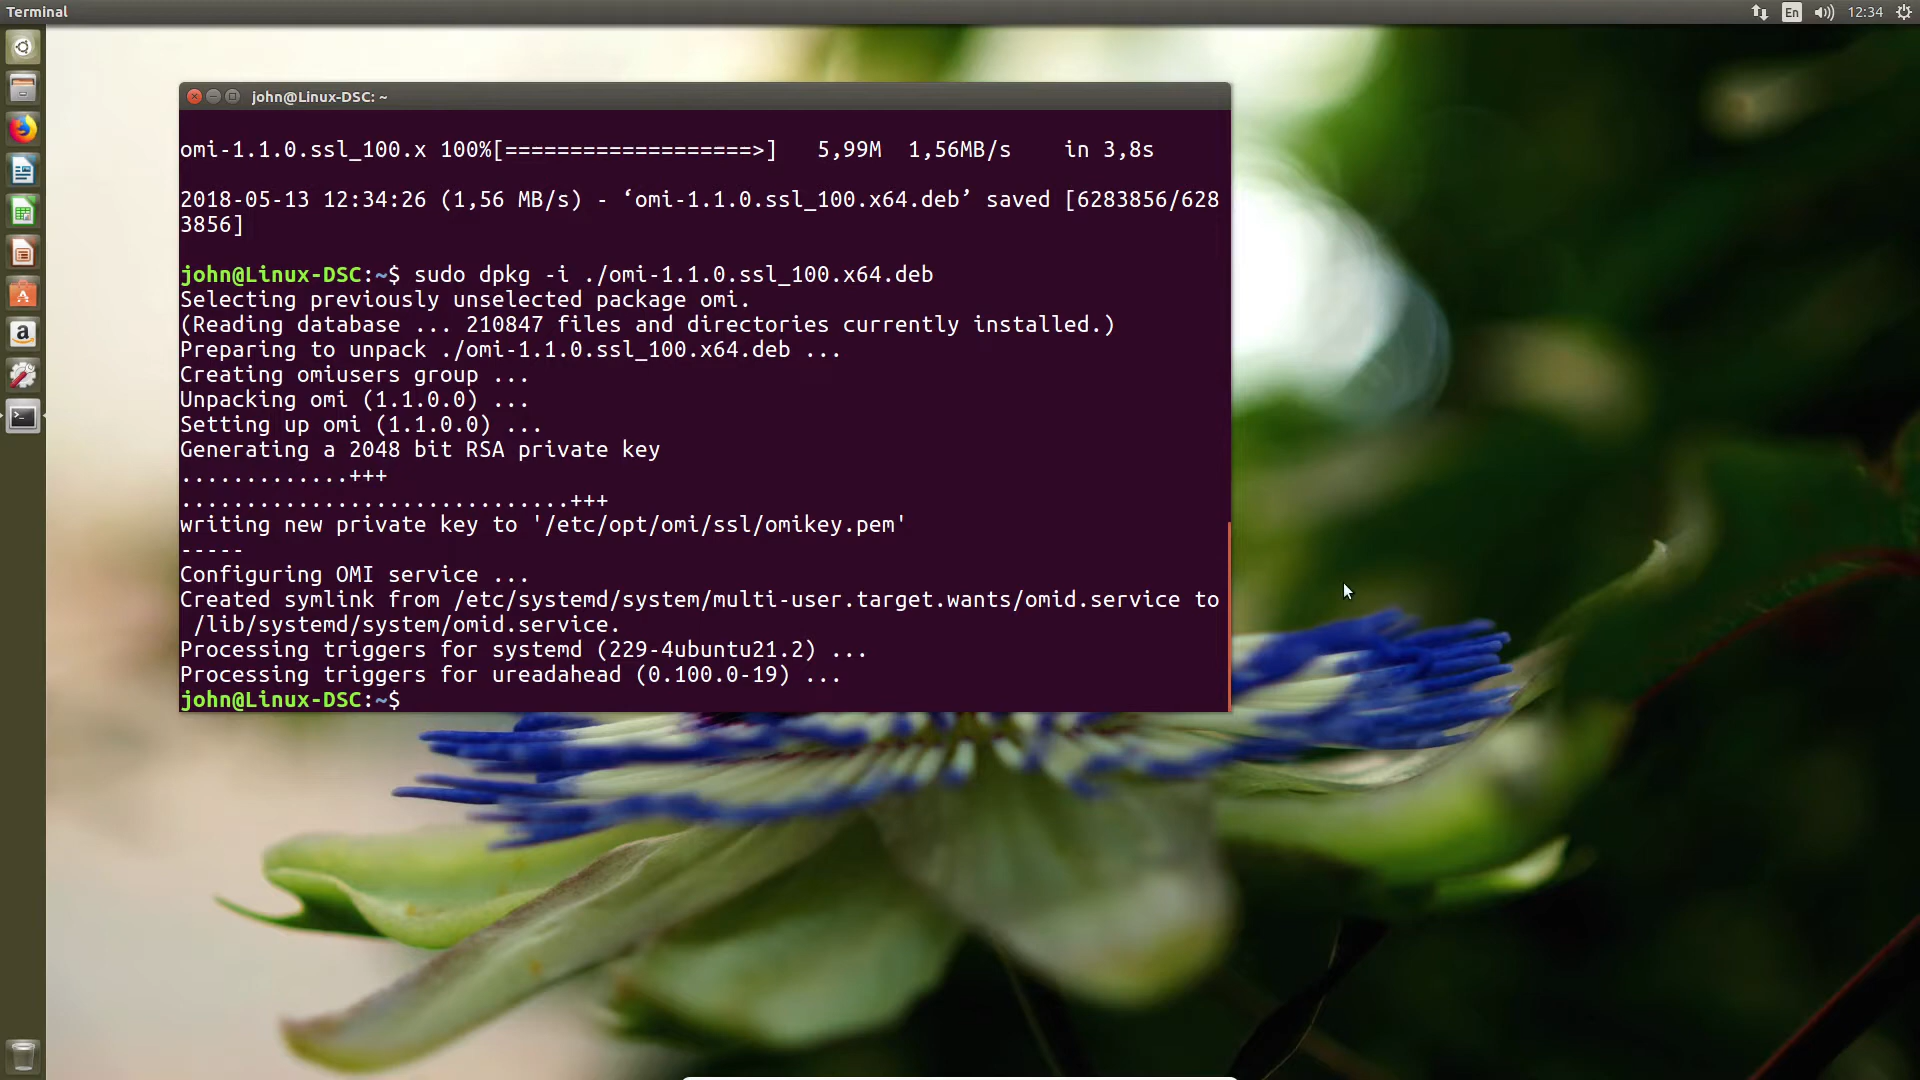 Terminal
En
12:34
john@Linux-DSC: ~
omi-1.1.0.ssl_100.x 100%[===================>]   5,99M  1,56MB/s    in 3,8s
2018-05-13 12:34:26 (1,56 MB/s) - ‘omi-1.1.0.ssl_100.x64.deb’ saved [6283856/628
3856]
john@Linux-DSC:~$ sudo dpkg -i ./omi-1.1.0.ssl_100.x64.deb
Selecting previously unselected package omi.
(Reading database ... 210847 files and directories currently installed.)
Preparing to unpack ./omi-1.1.0.ssl_100.x64.deb ...
Creating omiusers group ...
Unpacking omi (1.1.0.0) ...
Setting up omi (1.1.0.0) ...
Generating a 2048 bit RSA private key
.............+++
..............................+++
writing new private key to '/etc/opt/omi/ssl/omikey.pem'
-----
Configuring OMI service ...
Created symlink from /etc/systemd/system/multi-user.target.wants/omid.service to
 /lib/systemd/system/omid.service.
Processing triggers for systemd (229-4ubuntu21.2) ...
Processing triggers for ureadahead (0.100.0-19) ...
john@Linux-DSC:~$